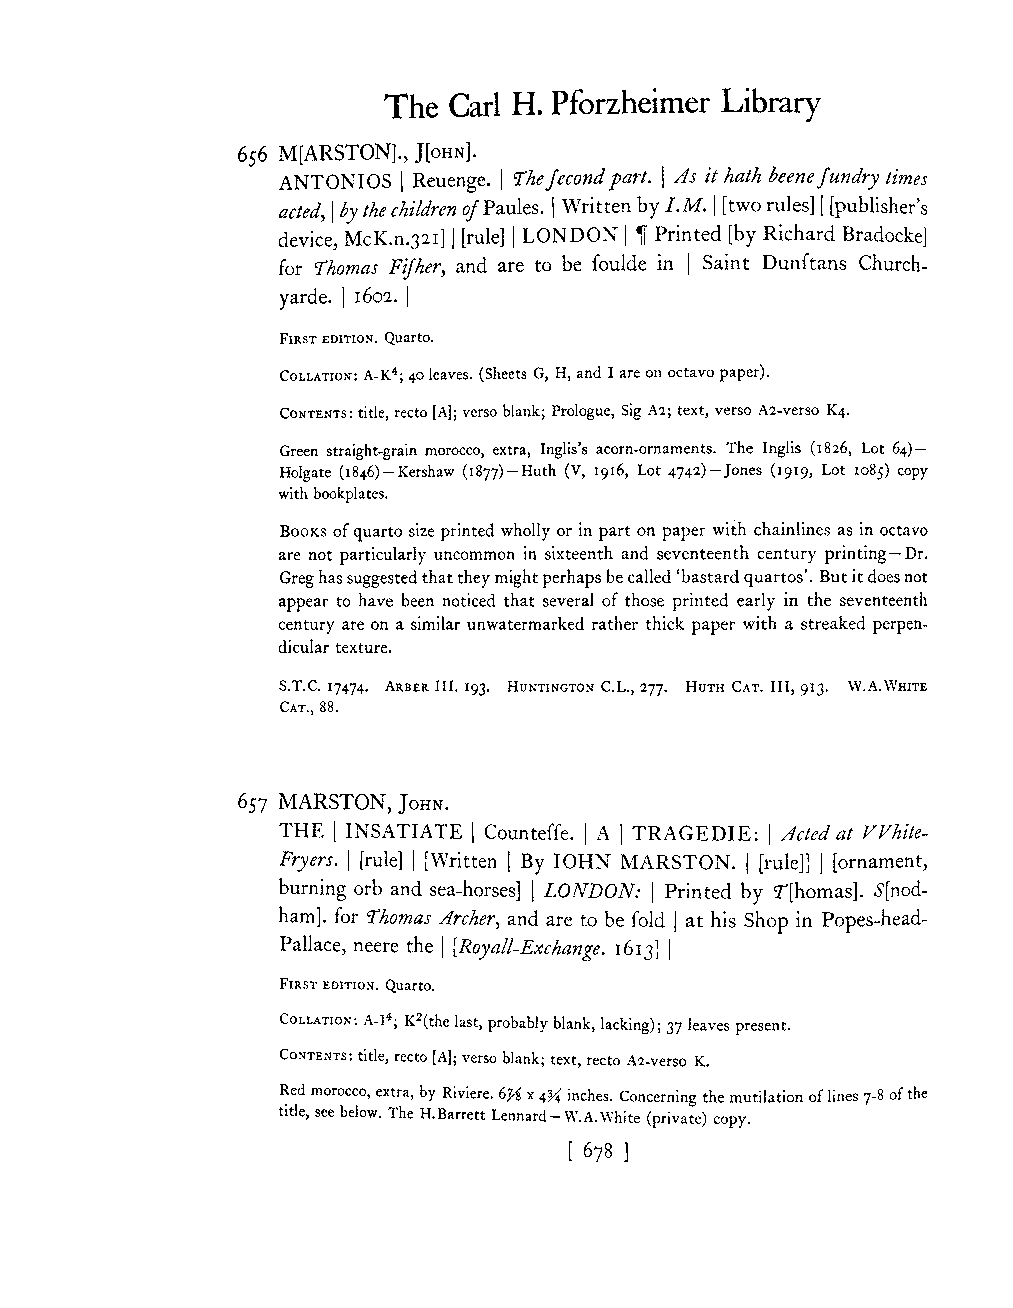 The Carl H. Pforzheimer Library
656 M[ARSTON]., J[OHN].
ANTONIOS | Reuenge. | The ſecond part. | As it hath beene ſundry times
acted, | by the children of Paules. | Written by I.M. | [two rules] | [publisher's
device, McK.n.321] | [rule] | LONDON | ¶ Printed [by Richard Bradocke]
for Thomas Fiſher, and are to be ſoulde in | Saint Dunſtans Church-
yarde. | 1602. |
FIRST EDITION. Quarto.
COLLATION: A-K⁴; 40 leaves. (Sheets G, H, and I are on octavo paper).
CONTENTS: title, recto [A]; verso blank; Prologue, Sig A2; text, verso A2-verso K4.
Green straight-grain morocco, extra, Inglis's acorn-ornaments. The Inglis (1826, Lot 64)—
Holgate (1846)—Kershaw (1877)—Huth (V, 1916, Lot 4742)—Jones (1919, Lot 1085) copy
with bookplates.
BOOKS of quarto size printed wholly or in part on paper with chainlines as in octavo
are not particularly uncommon in sixteenth and seventeenth century printing—Dr.
Greg has suggested that they might perhaps be called 'bastard quartos'. But it does not
appear to have been noticed that several of those printed early in the seventeenth
century are on a similar unwatermarked rather thick paper with a streaked perpen-
dicular texture.
S.T.C. 17474. ARBER III. 193. HUNTINGTON C.L., 277. HUTH CAT. III, 913. W.A.WHITE
CAT., 88.
657 MARSTON, JOHN.
THE | INSATIATE | Counteſſe. | A | TRAGEDIE: | Acted at VVhite-
Fryers. | [rule] | [Written | By IOHN MARSTON. | [rule]] | [ornament,
burning orb and sea-horses] | LONDON: | Printed by T[homas]. S[nod-
ham]. for Thomas Archer, and are to be ſold | at his Shop in Popes-head-
Pallace, neere the | [Royall-Exchange. 1613] |
FIRST EDITION. Quarto.
COLLATION: A-I⁴; K²(the last, probably blank, lacking); 37 leaves present.
CONTENTS: title, recto [A]; verso blank; text, recto A2-verso K.
Red morocco, extra, by Riviere. 6⅞ x 4¾ inches. Concerning the mutilation of lines 7-8 of the
title, see below. The H.Barrett Lennard—W.A.White (private) copy.
[ 678 ]